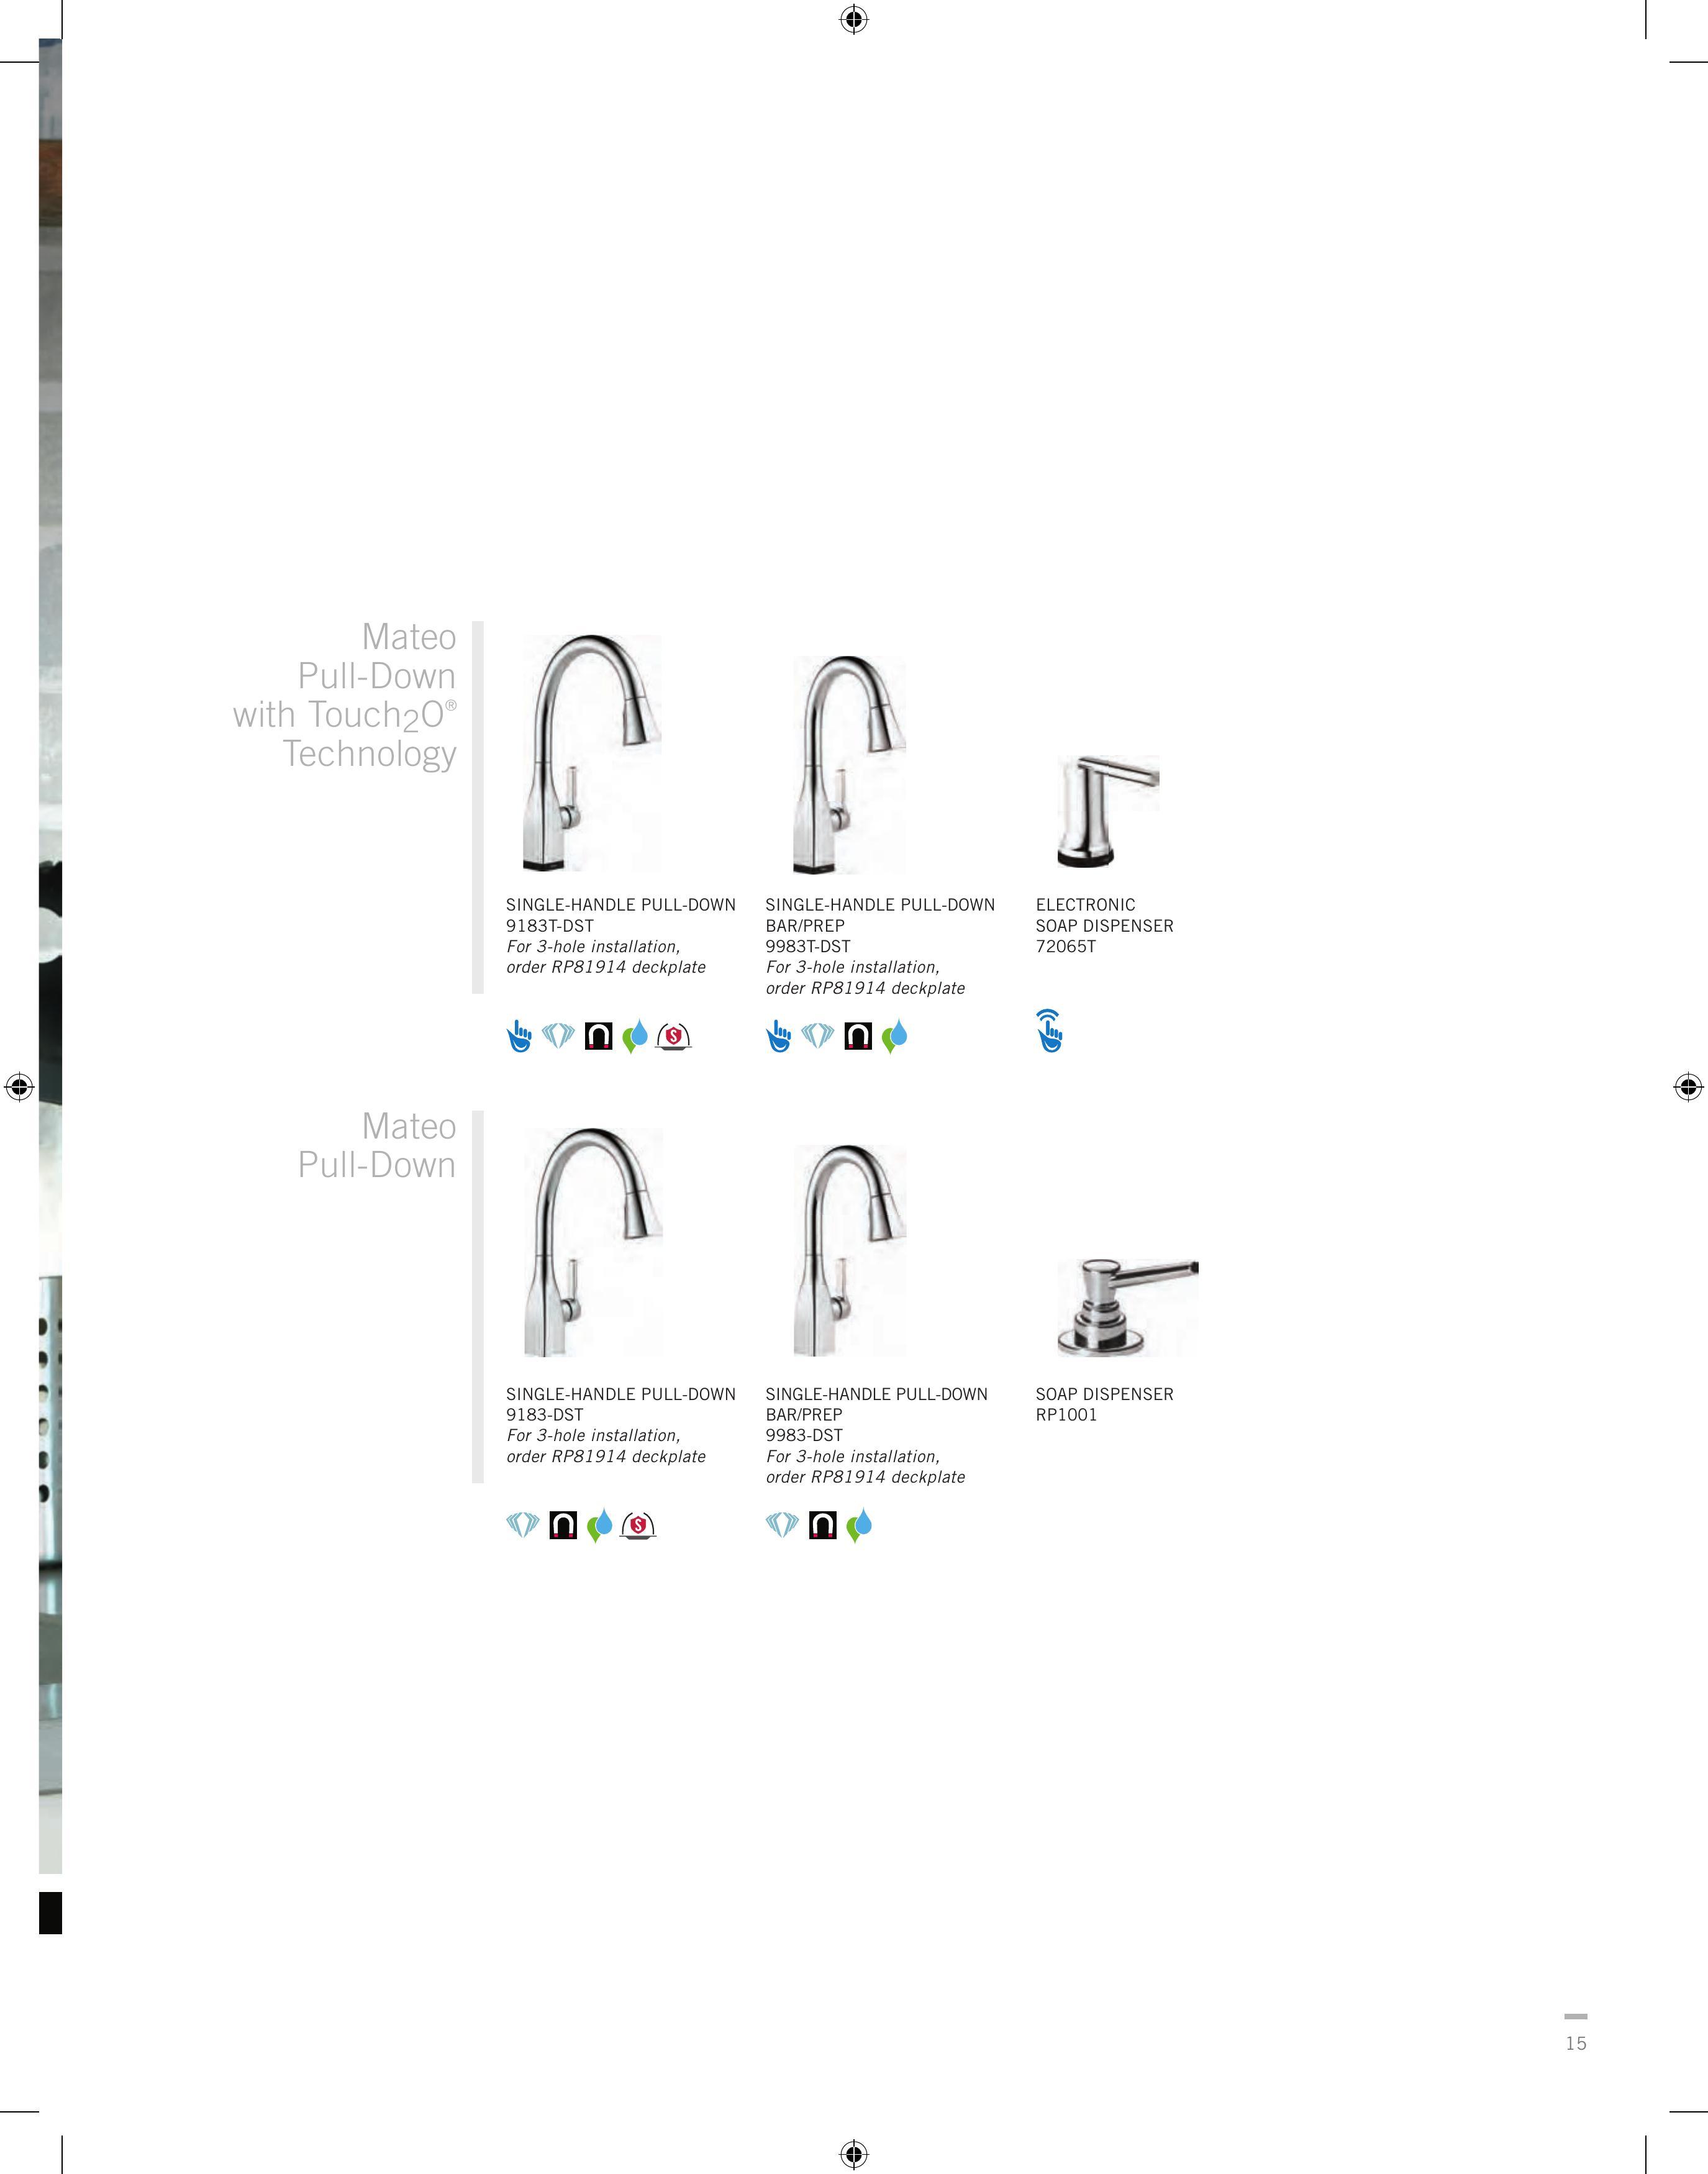 Mateo
Pull-Down
with Touch2O®
Technology
SINGLE-HANDLE PULL-DOWN
9183T-DST
For 3-hole installation,
order RP81914 deckplate
SINGLE-HANDLE PULL-DOWN
BAR/PREP
9983T-DST
For 3-hole installation,
order RP81914 deckplate
ELECTRONIC
SOAP DISPENSER
72065T
Mateo
Pull-Down
SINGLE-HANDLE PULL-DOWN
9183-DST
For 3-hole installation,
order RP81914 deckplate
SINGLE-HANDLE PULL-DOWN
BAR/PREP
9983-DST
For 3-hole installation,
order RP81914 deckplate
SOAP DISPENSER
RP1001
15